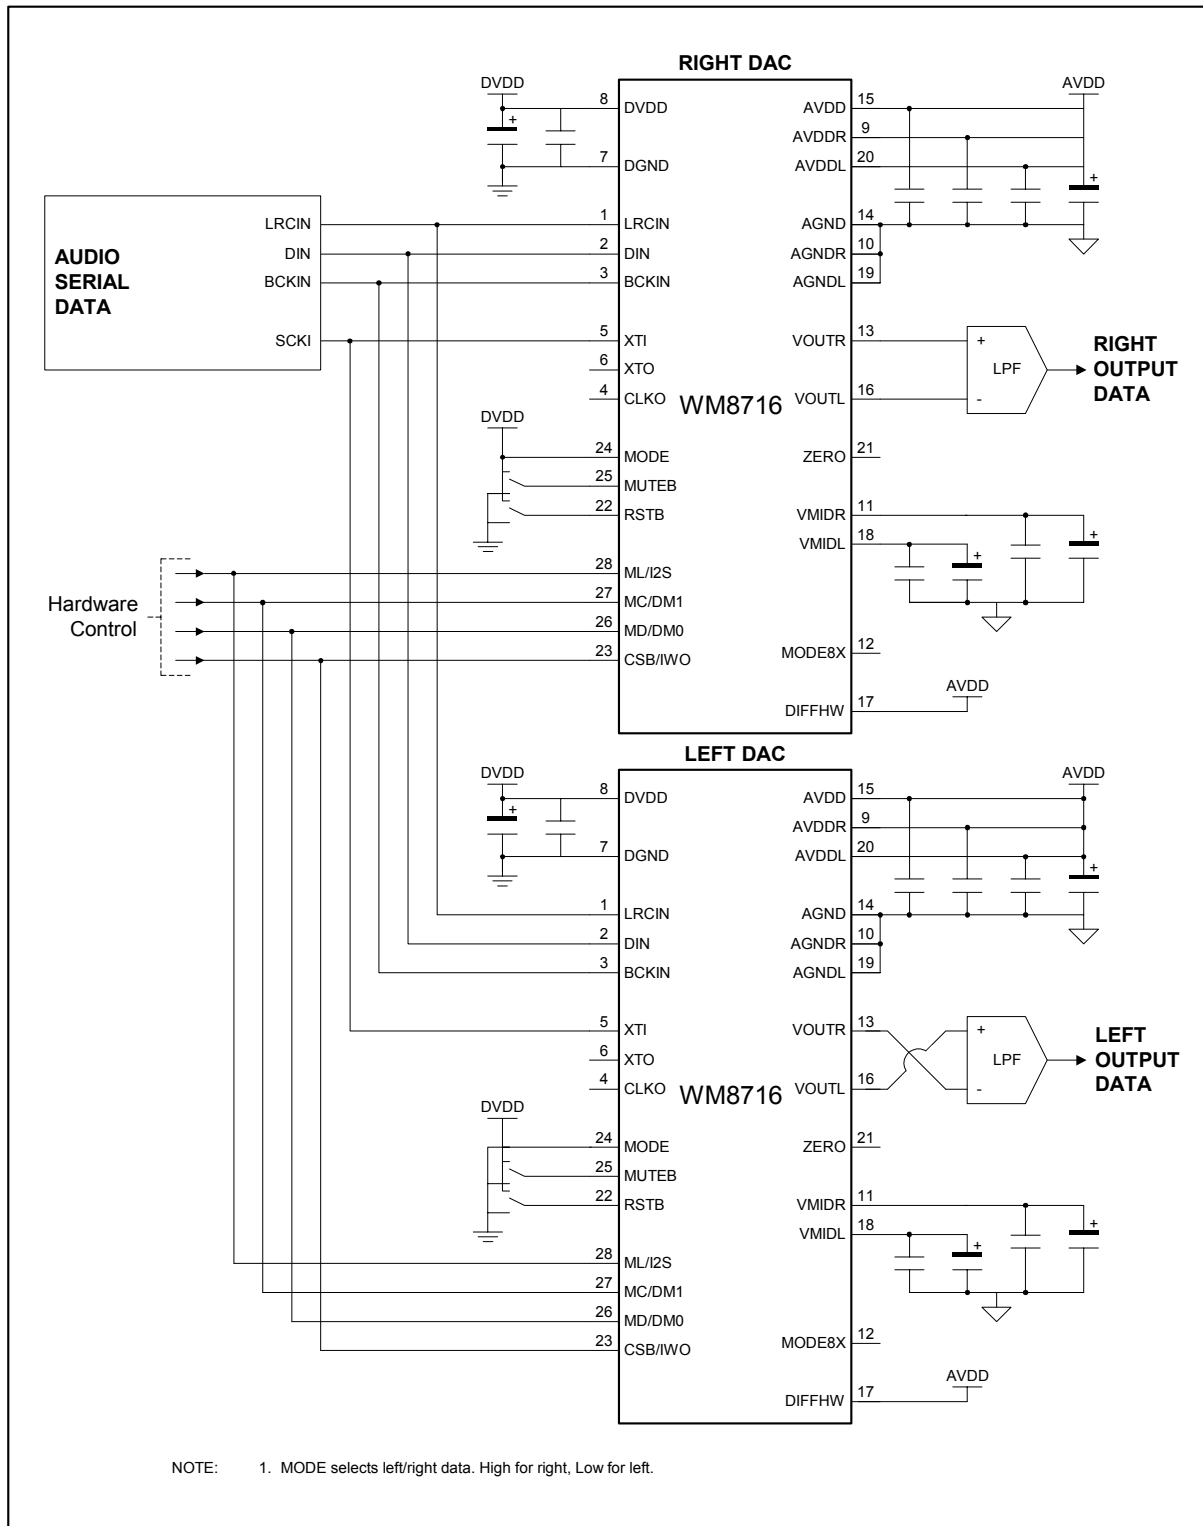 RIGHT DAC
DVDD
AVDD
8 DVDD AVDD 15
AVDDR 9
7 DGND AVDDL 20
+ +
AUDIO
SERIAL
DATA
LRCIN 1 LRCIN AGND 14
DIN 2 DIN AGNDR 10
BCKIN 3 BCKIN AGNDL 19
SCKI 5 XTI VOUTR 13
6 XTO
4 CLKO VOUTL 16
WM8716
+ LPF -
RIGHT
OUTPUT
DATA
DVDD
24 MODE ZERO 21
25 MUTEB
22 RSTB VMIDR 11
VMIDL 18
+ +
Hardware
Control
28 ML/I2S
27 MC/DM1
26 MD/DM0
23 CSB/IWO MODE8X 12
AVDD
DIFFHW 17
LEFT DAC
DVDD
AVDD
8 DVDD AVDD 15
AVDDR 9
7 DGND AVDDL 20
+ +
1 LRCIN AGND 14
2 DIN AGNDR 10
3 BCKIN AGNDL 19
5 XTI VOUTR 13
6 XTO
4 CLKO VOUTL 16
WM8716
+ LPF -
LEFT
OUTPUT
DATA
DVDD
24 MODE ZERO 21
25 MUTEB
22 RSTB VMIDR 11
VMIDL 18
+ +
28 ML/I2S
27 MC/DM1
26 MD/DM0
23 CSB/IWO MODE8X 12
AVDD
DIFFHW 17
NOTE: 1. MODE selects left/right data. High for right, Low for left.